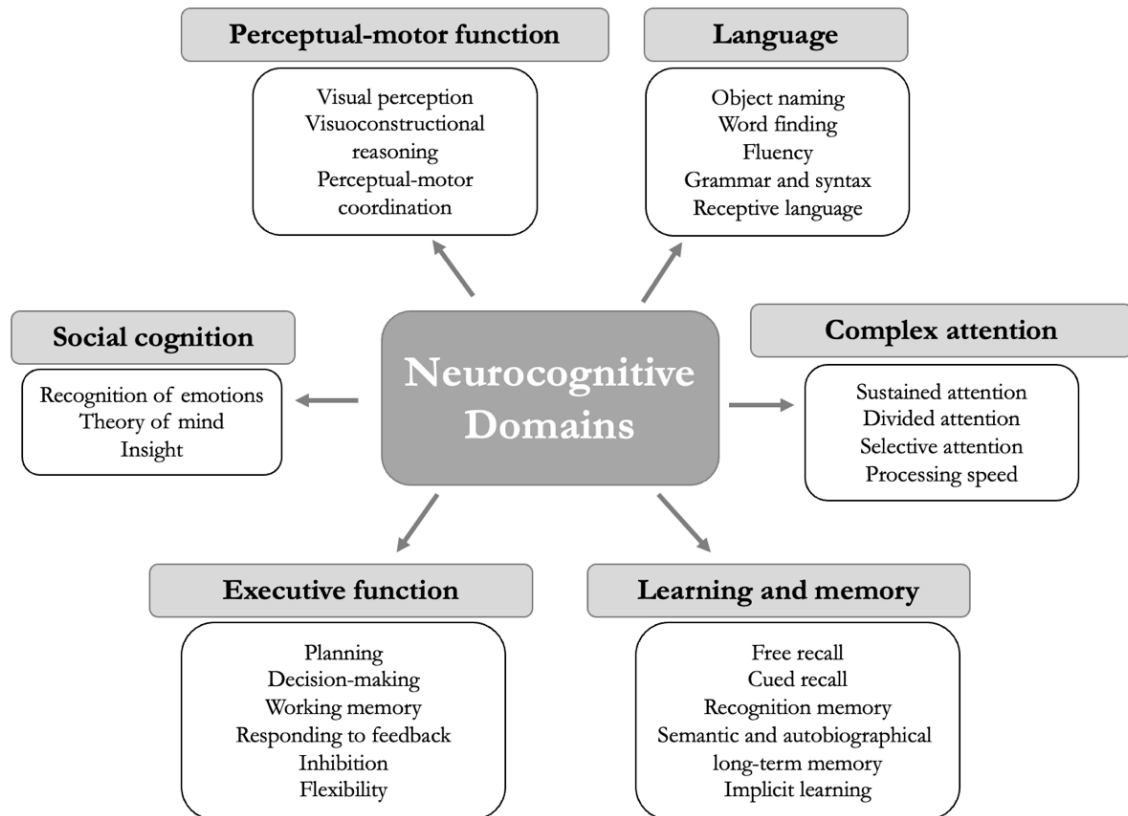 Perceptual-motor function
Visual perception
Visuoconstructional
reasoning
Perceptual-motor
coordination
Language
Object naming
Word finding
Fluency
Grammar and syntax
Receptive language
Social cognition
Recognition of emotions
Theory of mind
Insight
Neurocognitive
Domains
Complex attention
Sustained attention
Divided attention
Selective attention
Processing speed
Executive function
Planning
Decision-making
Working memory
Responding to feedback
Inhibition
Flexibility
Learning and memory
Free recall
Cued recall
Recognition memory
Semantic and autobiographical
long-term memory
Implicit learning